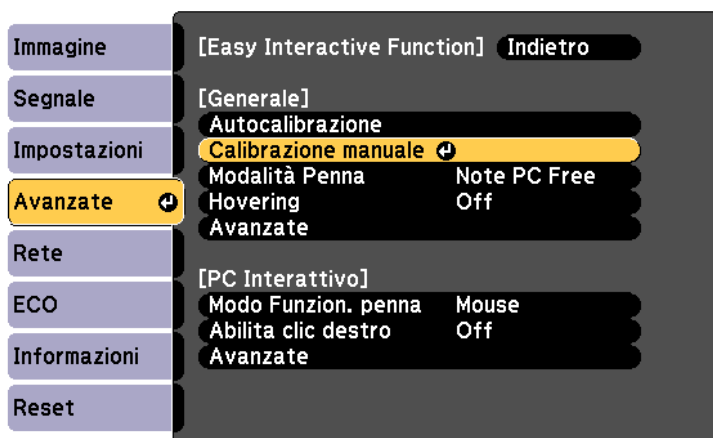 Immagine
Segnale
Impostazioni
Avanzate
Rete
ECO
Informazioni
Reset
[Easy Interactive Function] Indietro
[Generale]
Autocalibrazione
Calibrazione manuale
Modalità Penna Note PC Free
Hovering Off
Avanzate
[PC Interattivo]
Modo Funzion. penna Mouse
Abilita clic destro Off
Avanzate